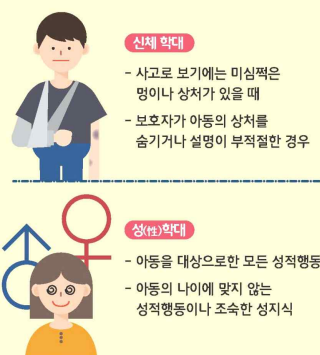 신체 학대
- 사고로 보기에는 미심쩍은
멍이나 상처가 있을 때
- 보호자가 아동의 상처를
숨기거나 설명이 부적절한 경우
성(性)학대
- 아동을 대상으로한 모든 성적행동
- 아동의 나이에 맞지 않는
성적행동이나 조숙한 성지식